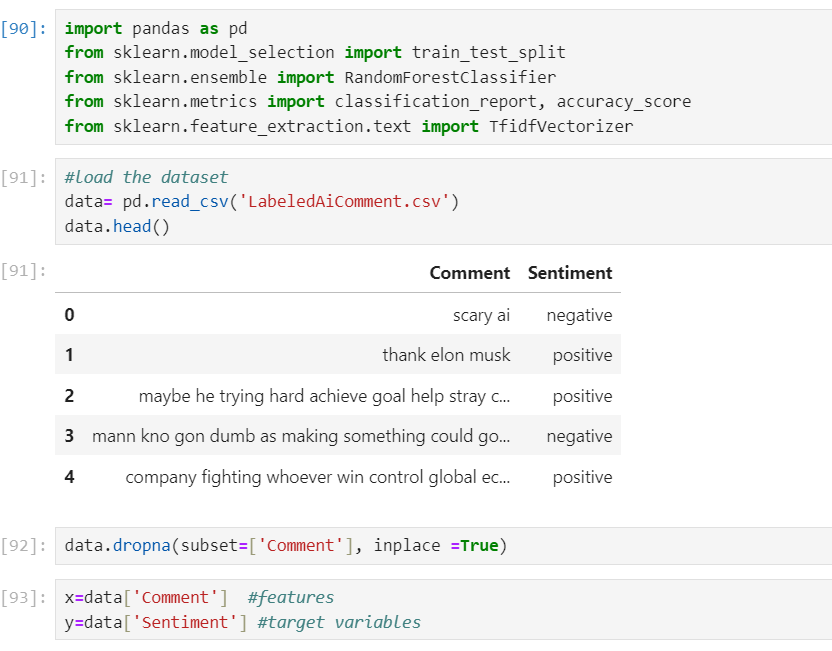 [90]: import pandas as pd
from sklearn.model_selection import train_test_split
from sklearn.ensemble import RandomForestClassifier
from sklearn.metrics import classification_report, accuracy_score
from sklearn.feature_extraction.text import TfidfVectorizer
[91]: #load the dataset
data= pd.read_csv('LabeledAiComment.csv')
data.head()
[91]: Comment Sentiment
0 scary ai negative
1 thank elon musk positive
2 maybe he trying hard achieve goal help stray c... positive
3 mann kno gon dumb as making something could go... negative
4 company fighting whoever win control global ec... positive
[92]: data.dropna(subset=['Comment'], inplace =True)
[93]: x=data['Comment']  #features
y=data['Sentiment'] #target variables